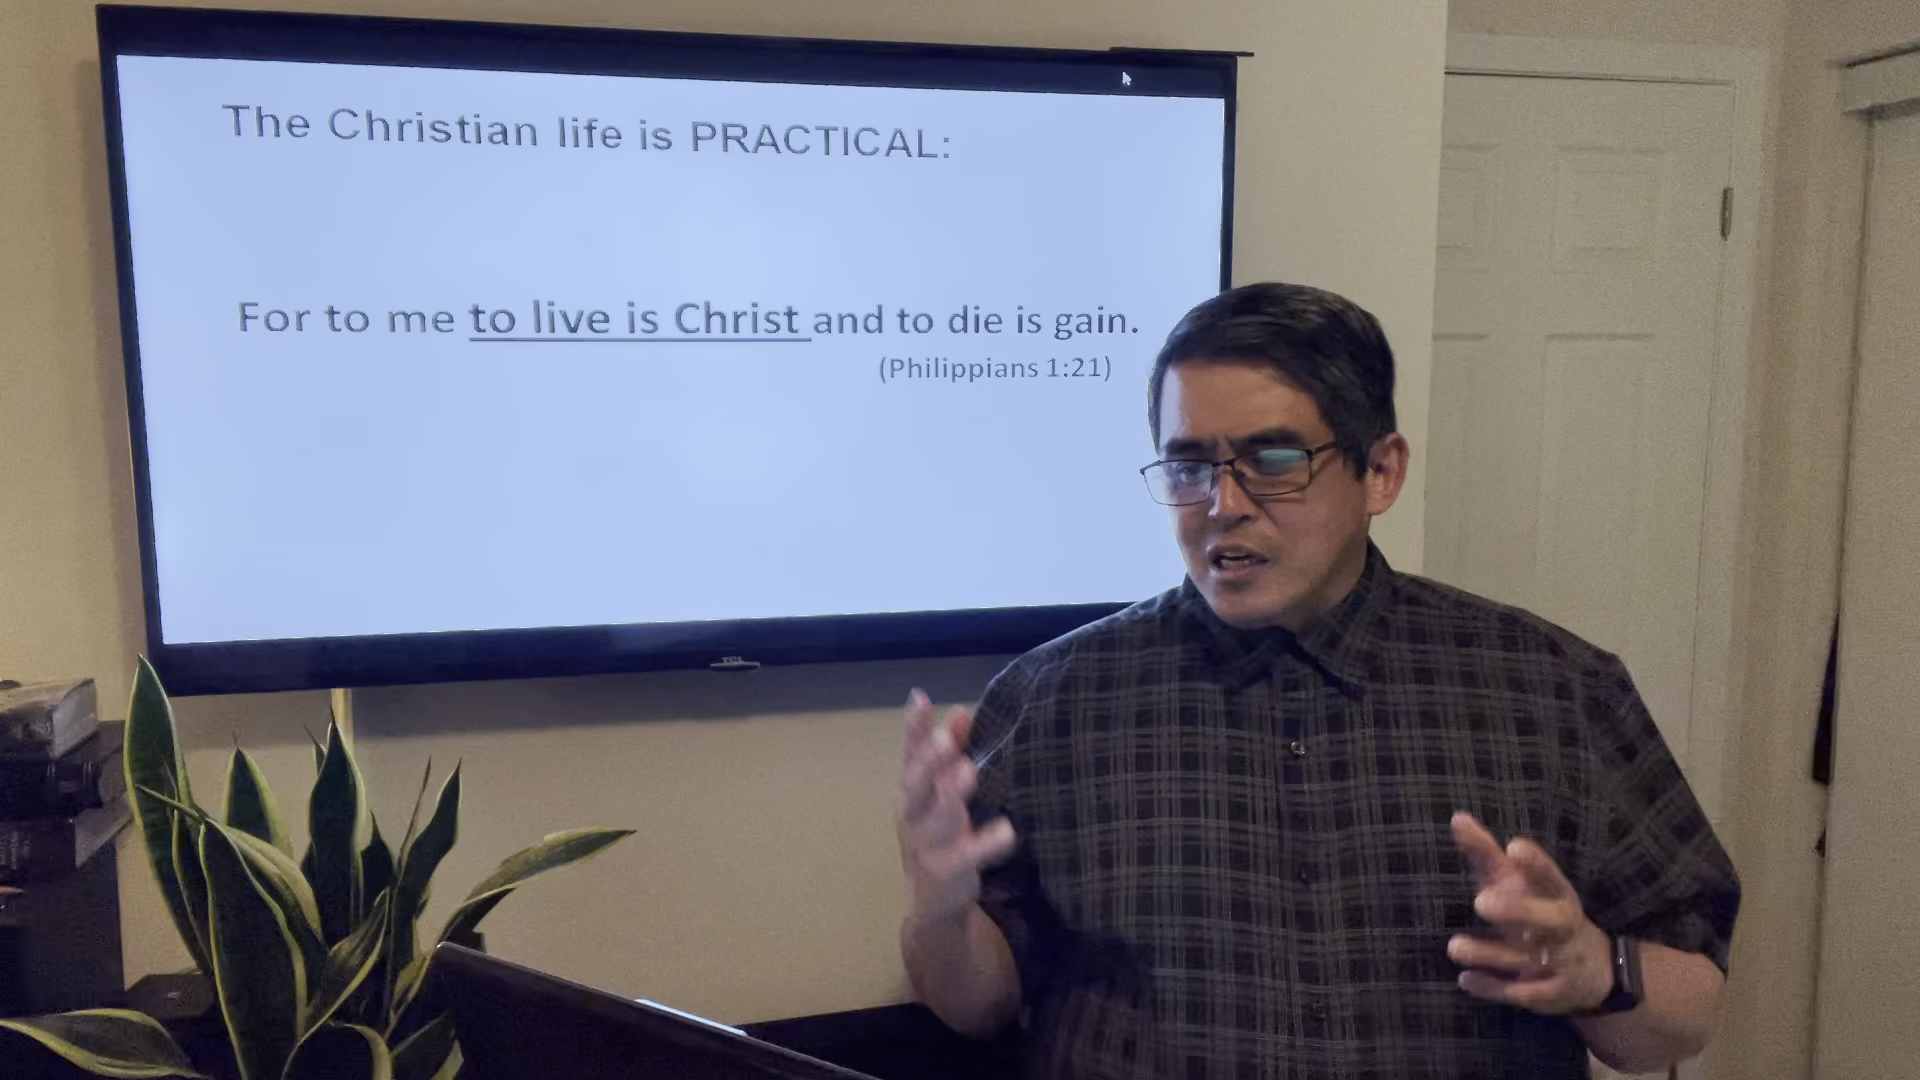 The Christian life is PRACTICAL:
For to me to live is Christ and to die is gain.
(Philippians 1:21)
TCL